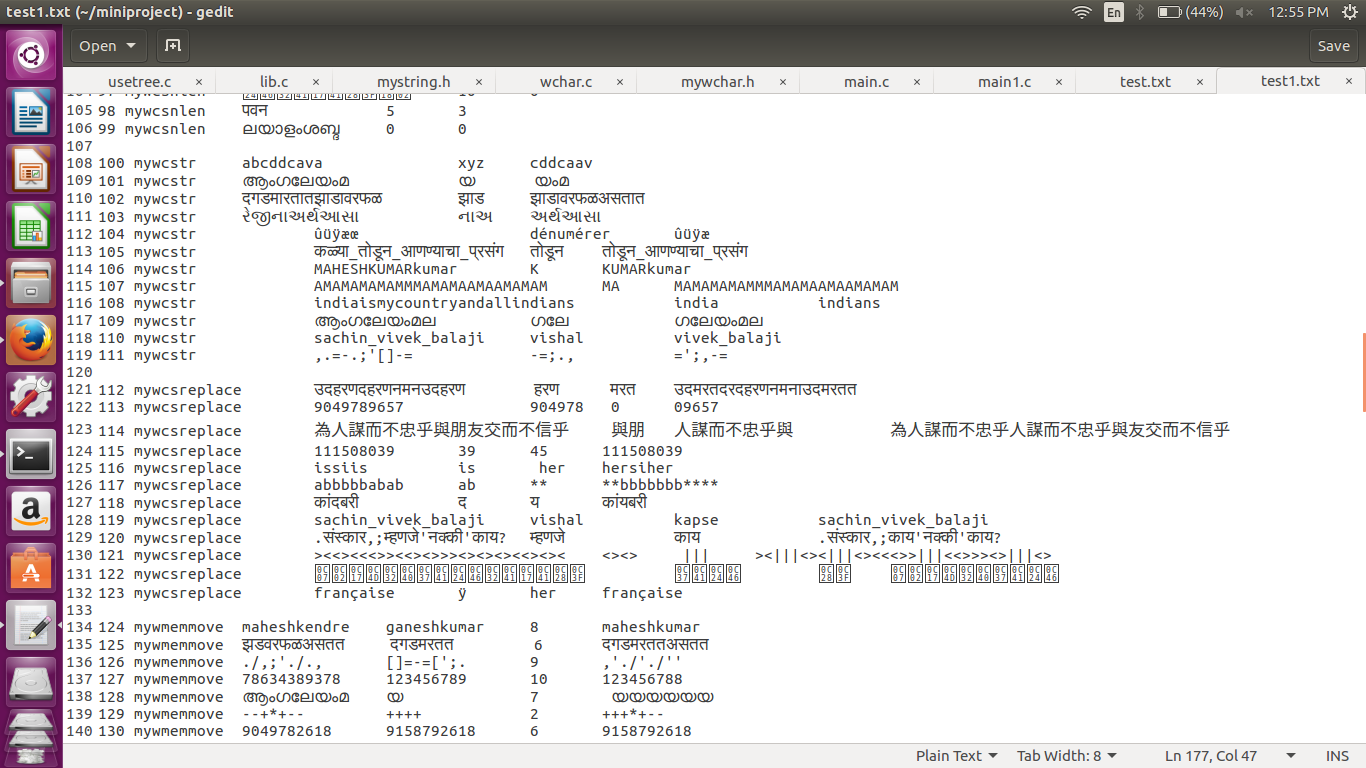 test1.txt (~/miniproject) - gedit
En (44%) 12:55 PM
Open Save
usetree.c × lib.c × mystring.h × wchar.c × mywchar.h × main.c × main1.c × test.txt × test1.txt ×
105 98 mywcsnlen पवन 5 3
106 99 mywcsnlen 0 0
107
108 100 mywcstr abcddcava xyz cddcaav
109 101 mywcstr ആംഗലേയംമ യ യംമ
110 102 mywcstr दगडमारतातझाडावरफळ झाड झाडावरफळअसतात
111 103 mywcstr રેજીનાઅર્થઆસા નાઅ અર્થઆસા
112 104 mywcstr ûüÿæœ dénumérer ûüÿæ
113 105 mywcstr कळ्या_तोडून_आणण्याचा_प्रसंग तोडून तोडून_आणण्याचा_प्रसंग
114 106 mywcstr MAHESHKUMARkumar K KUMARkumar
115 107 mywcstr AMAMAMAMAMMAMAMAAMAAMAMAM MA MAMAMAMAMMAMAMAAMAAMAMAM
116 108 mywcstr indiaismycountryandallindians india indians
117 109 mywcstr ആംഗലേയംമല ഗലേ ഗലേയംമല
118 110 mywcstr sachin_vivek_balaji vishal vivek_balaji
119 111 mywcstr ,.=-.;'[]-= -=;., =';,-=
120
121 112 mywcsreplace उदहरणदहरणनमनउदहरण हरण मरत उदमरतदरदहरणनमनाउदमरतत
122 113 mywcsreplace 9049789657 904978 0 09657
123 114 mywcsreplace 為人謀而不忠乎與朋友交而不信乎 與朋 人謀而不忠乎與 為人謀而不忠乎人謀而不忠乎與友交而不信乎
124 115 mywcsreplace 111508039 39 45 111508039
125 116 mywcsreplace issiis is her hersiher
126 117 mywcsreplace abbbbbabab ab ** **bbbbbbb****
127 118 mywcsreplace कांदबरी द य कांयबरी
128 119 mywcsreplace sachin_vivek_balaji vishal kapse sachin_vivek_balaji
129 120 mywcsreplace .संस्कार,;म्हणजे'नक्की'काय? म्हणजे काय .संस्कार,;काय'नक्की'काय?
130 121 mywcsreplace ><<><<<>><<><>>><><><><<><>< <><> ||| ><|||<><|||<><<<>>|||<<>>><>|||<>
131 122 mywcsreplace
132 123 mywcsreplace française ÿ her française
133
134 124 mywmemmove maheshkendre ganeshkumar 8 maheshkumar
135 125 mywmemmove झडवरफळअसतत दगडमरतत 6 दगडमरततअसतत
136 126 mywmemmove ./,;'./., []=-=[';. 9 ,'./'./''
137 127 mywmemmove 78634389378 123456789 10 123456788
138 128 mywmemmove ആംഗലേയംമ യ 7 യയയയയയ
139 129 mywmemmove --+*+-- ++++ 2 +++*+--
140 130 mywmemmove 9049782618 9158792618 6 9158792618
Plain Text Tab Width: 8 Ln 177, Col 47 INS